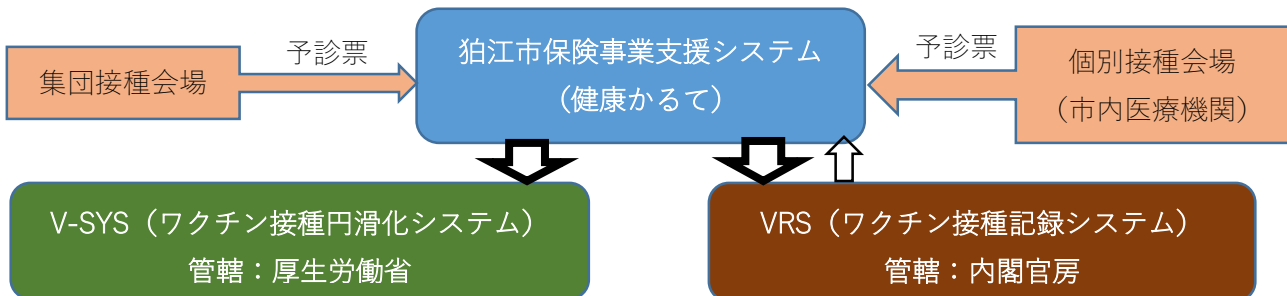 予診票
狛江市保険事業支援システム
（健康かるて）
予診票
集団接種会場
個別接種会場
（市内医療機関）
V-SYS（ワクチン接種円滑化システム）
管轄：厚生労働省
VRS（ワクチン接種記録システム）
管轄：内閣官房